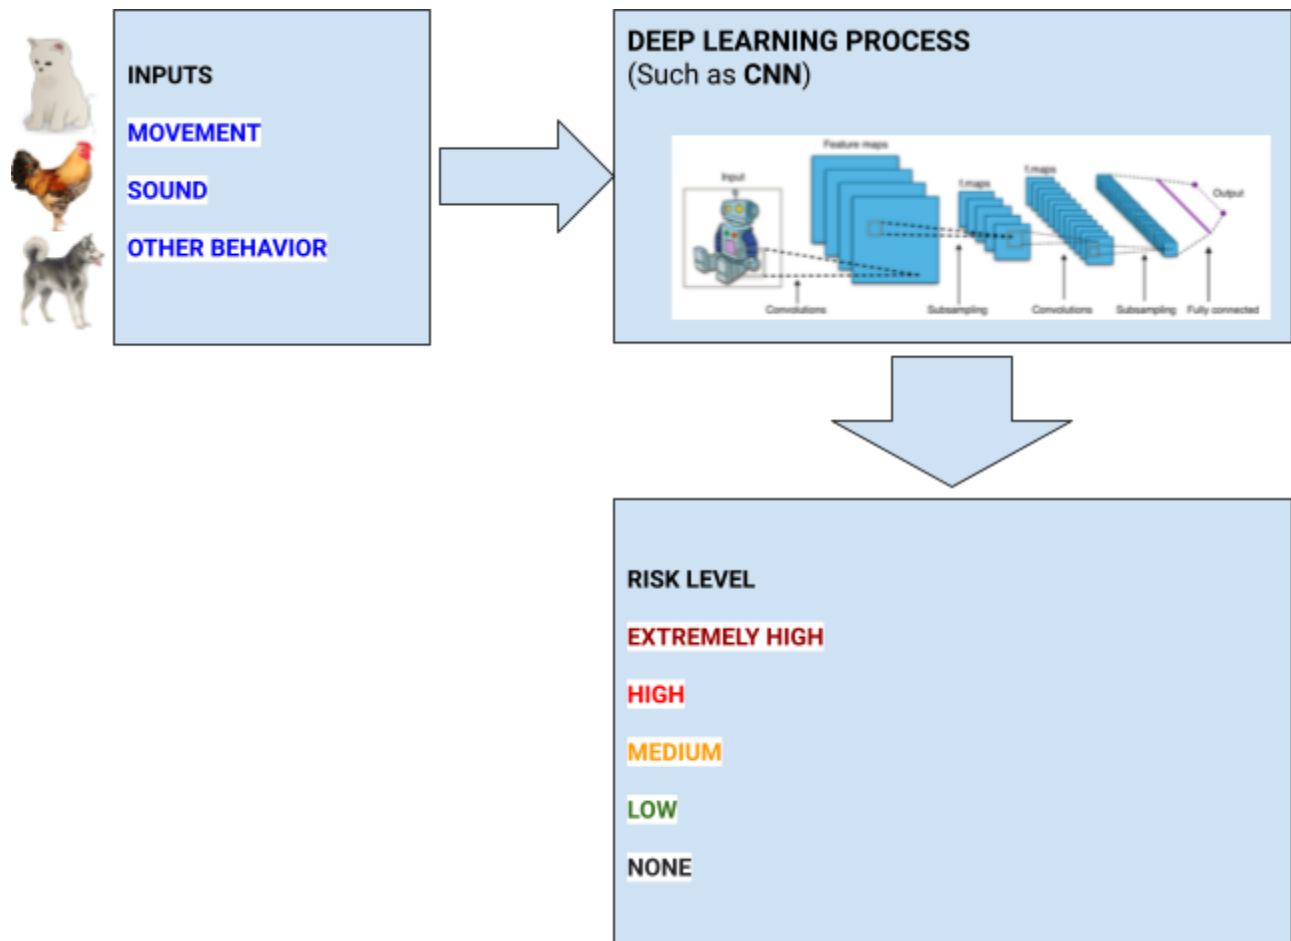 INPUTS
MOVEMENT
SOUND
OTHER BEHAVIOR
DEEP LEARNING PROCESS
(Such as CNN)
Feature maps
Input
f.maps
f.maps
Output
Convolutions
Subsampling
Convolutions
Subsampling
Fully connected
RISK LEVEL
EXTREMELY HIGH
HIGH
MEDIUM
LOW
NONE